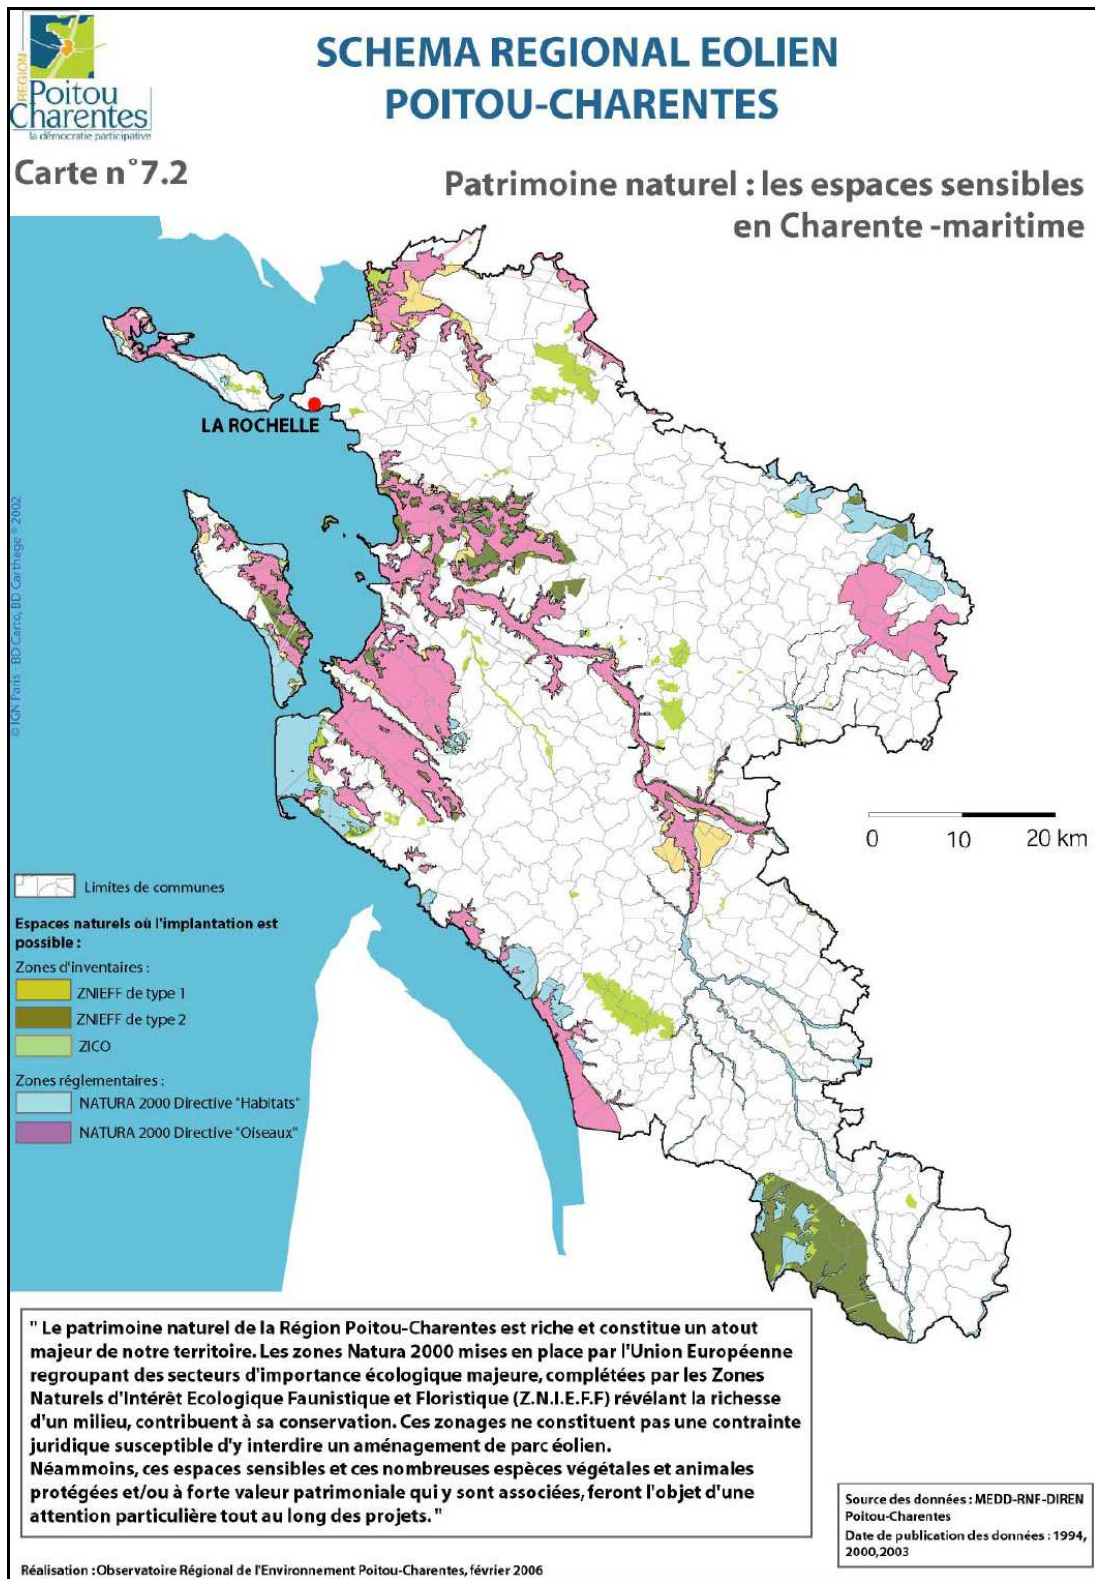 REGION
Poitou
Charentes
la démocratie participative
SCHEMA REGIONAL EOLIEN
POITOU-CHARENTES
Carte n°7.2
Patrimoine naturel : les espaces sensibles
en Charente -maritime
LA ROCHELLE
© IGN Paris - BD Carto, BD Carthage ® 2002
0 10 20 km
Limites de communes
Espaces naturels où l'implantation est
possible :
Zones d'inventaires :
ZNIEFF de type 1
ZNIEFF de type 2
ZICO
Zones réglementaires :
NATURA 2000 Directive "Habitats"
NATURA 2000 Directive "Oiseaux"
" Le patrimoine naturel de la Région Poitou-Charentes est riche et constitue un atout
majeur de notre territoire. Les zones Natura 2000 mises en place par l'Union Européenne
regroupant des secteurs d'importance écologique majeure, complétées par les Zones
Naturels d'Intérêt Ecologique Faunistique et Floristique (Z.N.I.E.F.F) révélant la richesse
d'un milieu, contribuent à sa conservation. Ces zonages ne constituent pas une contrainte
juridique susceptible d'y interdire un aménagement de parc éolien.
Néammoins, ces espaces sensibles et ces nombreuses espèces végétales et animales
protégées et/ou à forte valeur patrimoniale qui y sont associées, feront l'objet d'une
attention particulière tout au long des projets. "
Source des données : MEDD-RNF-DIREN
Poitou-Charentes
Date de publication des données : 1994,
2000,2003
Réalisation : Observatoire Régional de l'Environnement Poitou-Charentes, février 2006